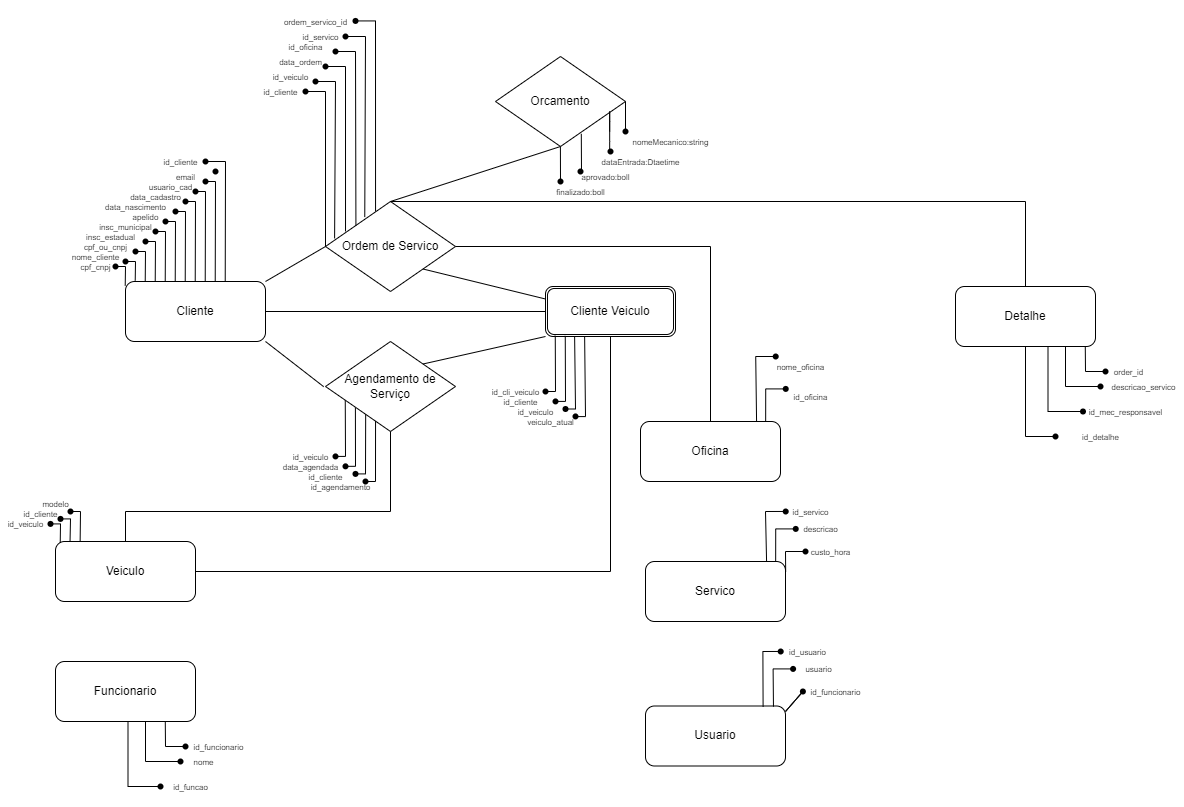 ordem_servico_id
id_servico
id_oficina
data_ordem
id_veiculo
id_cliente
Orcamento
nomeMecanico:string
dataEntrada:Dtaetime
aprovado:boll
finalizado:boll
id_cliente
email
usuario_cad
data_cadastro
data_nascimento
apelido
insc_municipal
insc_estadual
cpf_ou_cnpj
nome_cliente
cpf_cnpj
Ordem de Servico
Cliente
Cliente Veiculo
Detalhe
Agendamento de
Serviço
id_cli_veiculo
id_cliente
id_veiculo
veiculo_atual
nome_oficina
id_oficina
order_id
descricao_servico
id_mec_responsavel
id_detalhe
Oficina
id_veiculo
data_agendada
id_cliente
id_agendamento
modelo
id_cliente
id_veiculo
Veiculo
id_servico
descricao
custo_hora
Servico
Funcionario
id_funcionario
nome
id_funcao
id_usuario
usuario
id_funcionario
Usuario